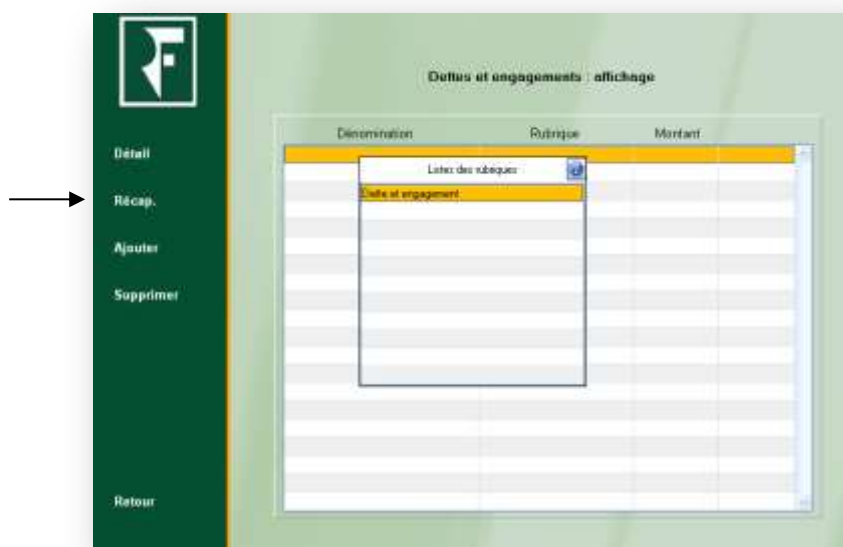 Dettes et engagements : affichage
Dénomination Rubrique Montant
Détail
Listes des rubriques
Dette et engagement
Récap.
Ajouter
Supprimer
Retour